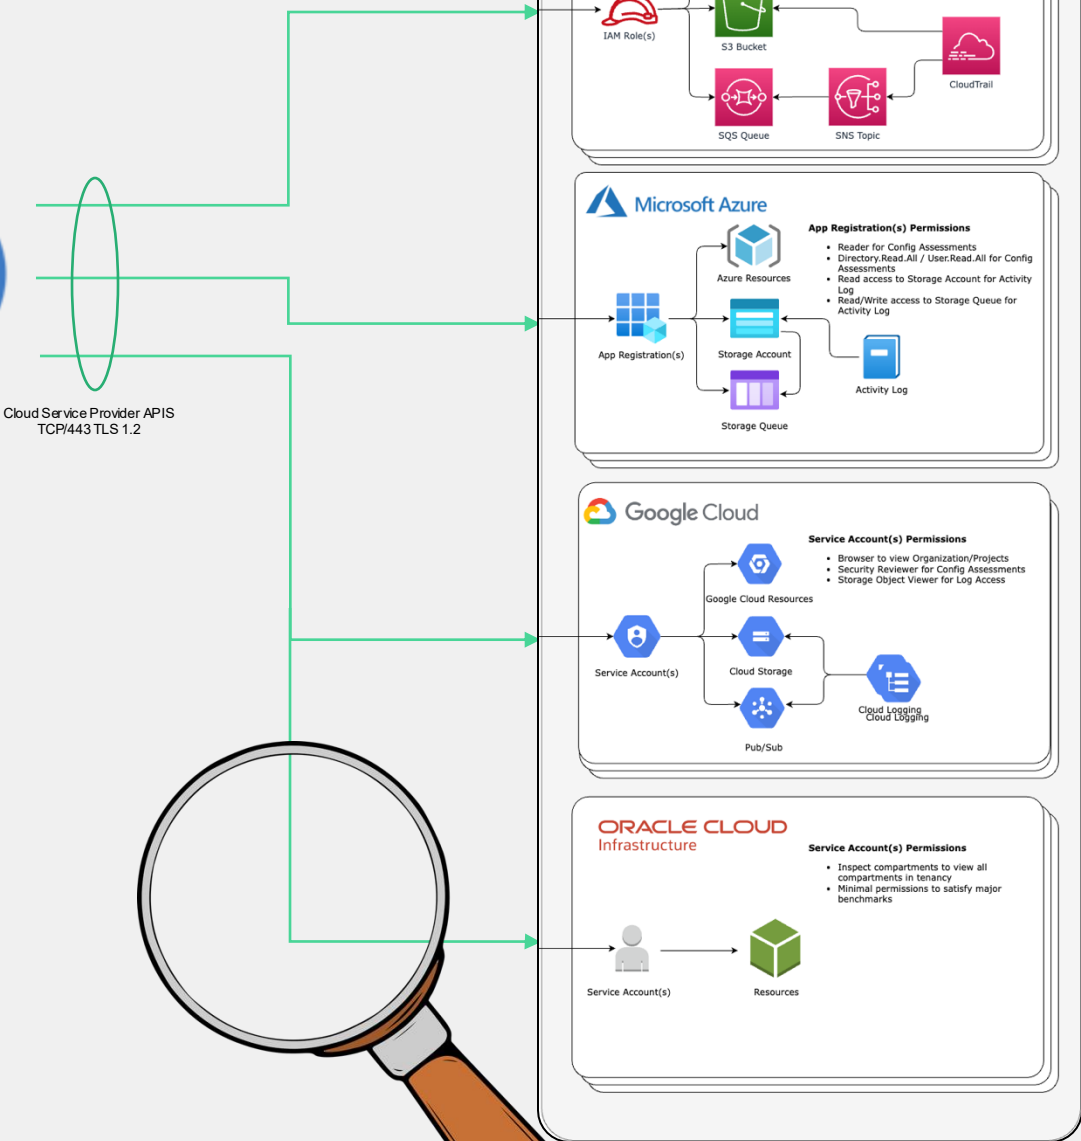 IAM Role(s)
S3 Bucket
CloudTrail
SQS Queue
SNS Topic
Cloud Service Provider APIS
TCP/443 TLS 1.2
Microsoft Azure
App Registration(s) Permissions
• Reader for Config Assessments
• Directory.Read.All / User.Read.All for Config
Assessments
• Read access to Storage Account for Activity
Log
• Read/Write access to Storage Queue for
Activity Log
Azure Resources
App Registration(s)
Storage Account
Activity Log
Storage Queue
Google Cloud
Service Account(s) Permissions
• Browser to view Organization/Projects
• Security Reviewer for Config Assessments
• Storage Object Viewer for Log Access
Google Cloud Resources
Service Account(s)
Cloud Storage
Cloud Logging
Cloud Logging
Pub/Sub
ORACLE CLOUD
Infrastructure
Service Account(s) Permissions
• Inspect compartments to view all
compartments in tenancy
• Minimal permissions to satisfy major
benchmarks
Service Account(s)
Resources